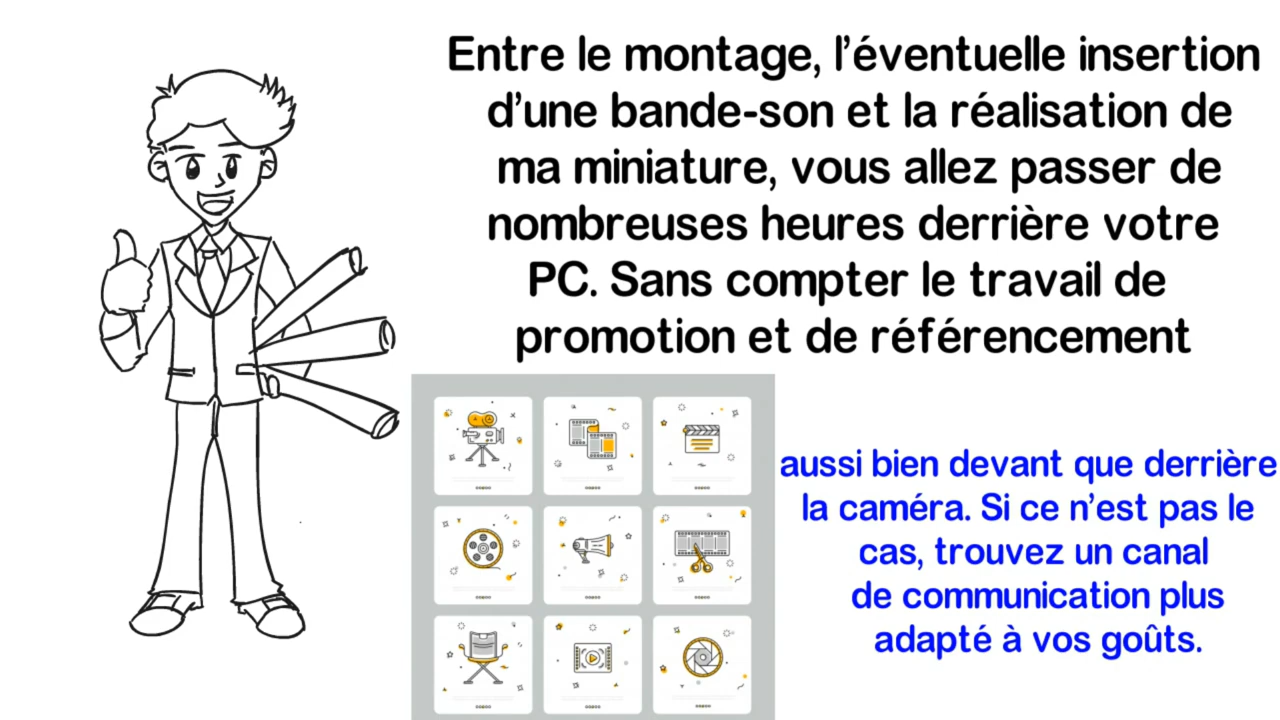 Entre le montage, l’éventuelle insertion
d’une bande-son et la réalisation de
ma miniature, vous allez passer de
nombreuses heures derrière votre
PC. Sans compter le travail de
promotion et de référencement
aussi bien devant que derrière
la caméra. Si ce n’est pas le
cas, trouvez un canal
de communication plus
adapté à vos goûts.